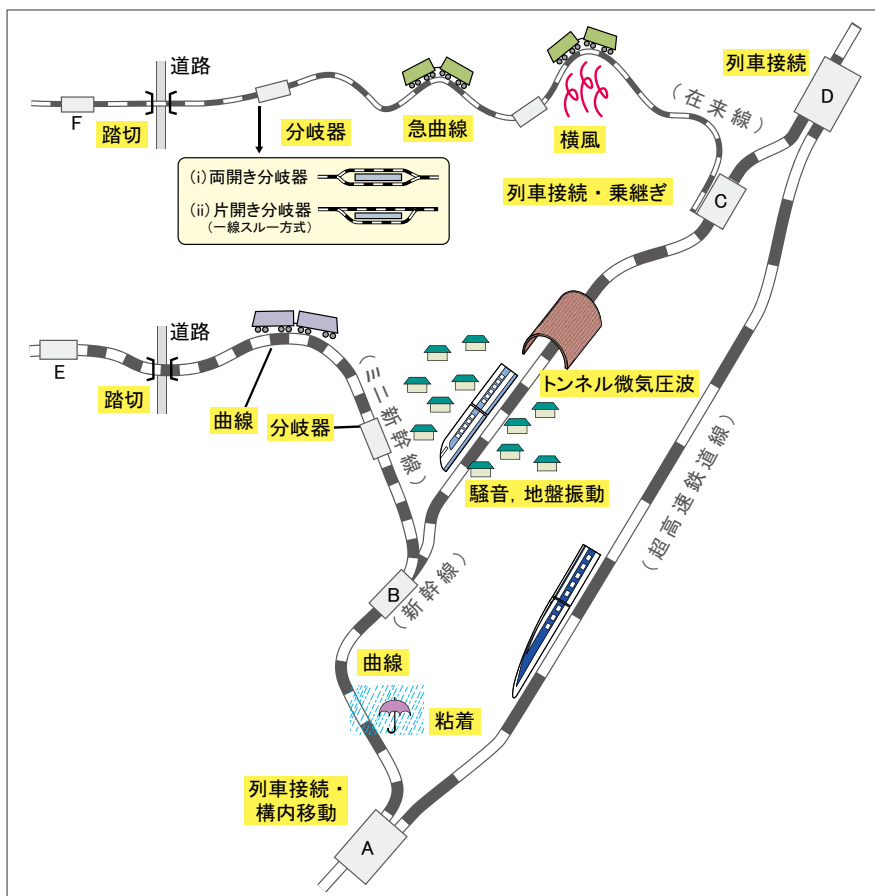 道路
列車接続
D
F
踏切
分岐器
急曲線
横風
(在来線)
(i)両開き分岐器
(ii)片開き分岐器
(一線スルー方式)
列車接続・乗継ぎ
C
道路
E
踏切
曲線
分岐器
(ミニ新幹線)
トンネル微気圧波
騒音，地盤振動
(超高速鉄道線)
B
(新幹線)
曲線
粘着
列車接続・
構内移動
A